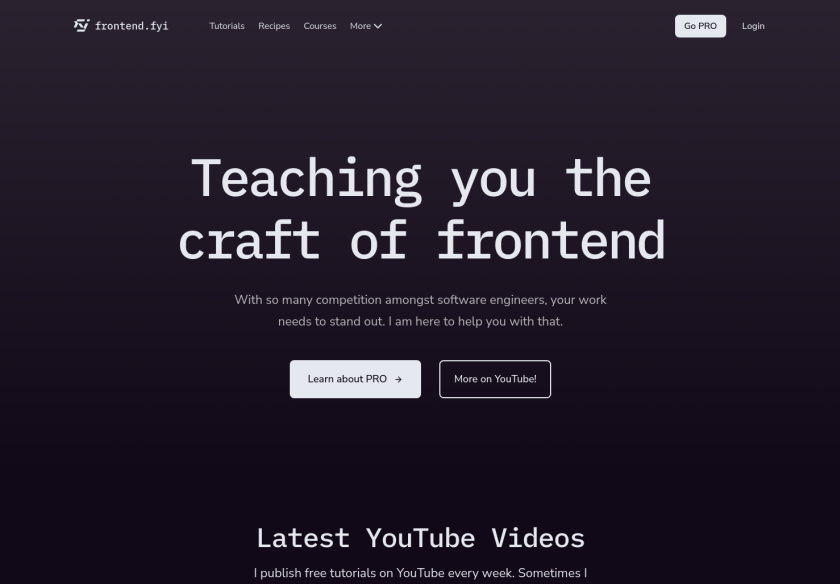 frontend.fyi
Tutorials
Recipes
Courses
More
Go PRO
Login
Teaching you the
craft of frontend
With so many competition amongst software engineers, your work
needs to stand out. I am here to help you with that.
Learn about PRO →
More on YouTube!
Latest YouTube Videos
I publish free tutorials on YouTube every week. Sometimes I